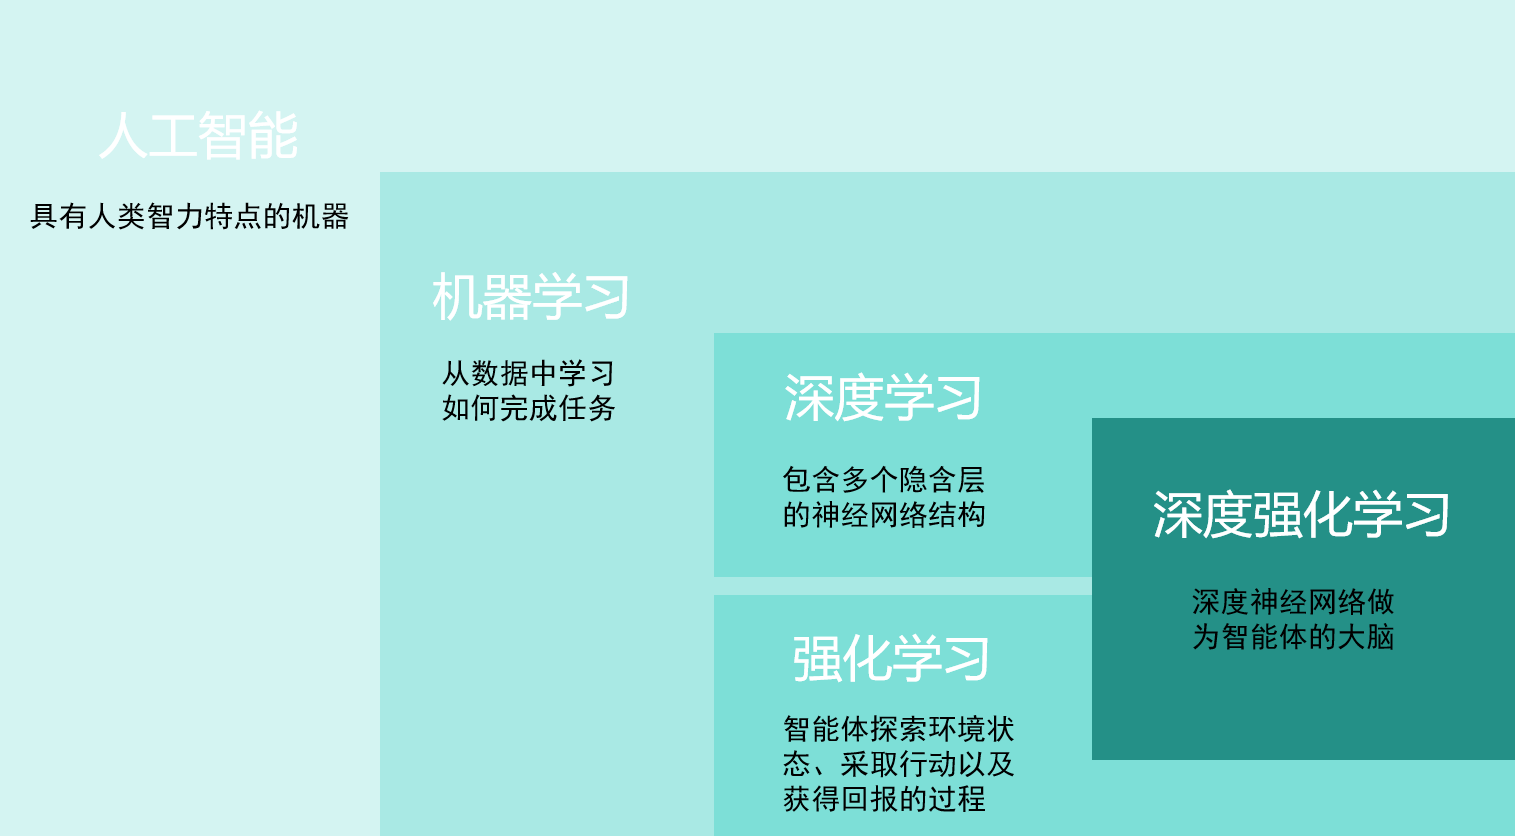 人工智能
具有人类智力特点的机器
机器学习
从数据中学习
如何完成任务
深度学习
包含多个隐含层
的神经网络结构
深度强化学习
深度神经网络做
为智能体的大脑
强化学习
智能体探索环境状
态、采取行动以及
获得回报的过程